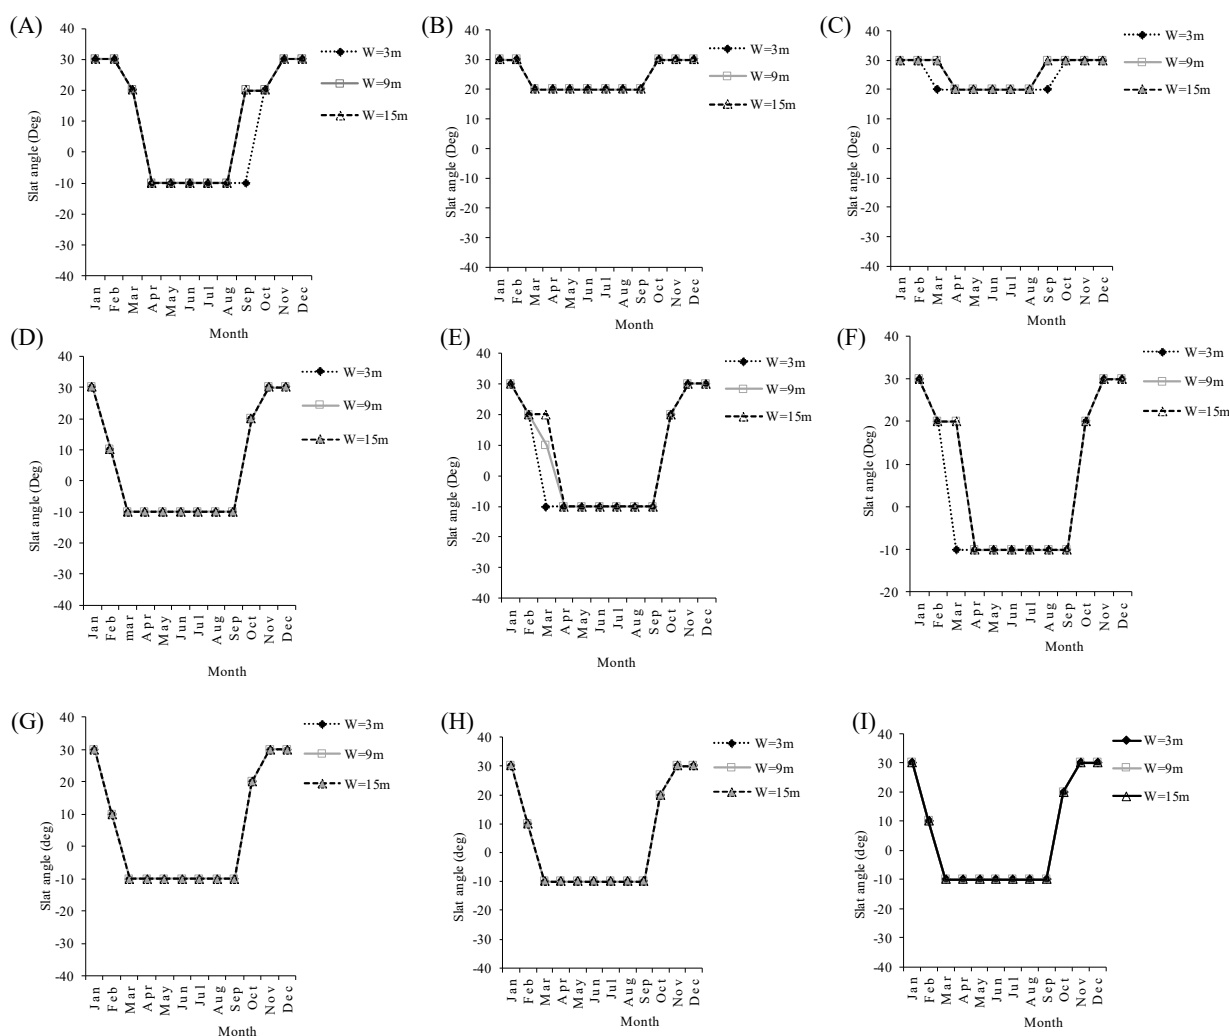 (A)
40
30
20
10
0
-10
-20
-30
-40
Slat angle (Deg)
Jan Feb Mar Apr May Jun Jul Aug Sep Oct Nov Dec
Month
W=3m
W=9m
W=15m
(B)
40
30
20
10
0
-10
-20
-30
-40
Slat angle (Deg)
Jan Feb Mar Apr May Jun Jul Aug Sep Oct Nov Dec
Month
W=3m
W=9m
W=15m
(C)
40
30
20
10
0
-10
-20
-30
-40
Slat angle (Deg)
Jan Feb Mar Apr May Jun Jul Aug Sep Oct Nov Dec
Month
W=3m
W=9m
W=15m
(D)
40
30
20
10
0
-10
-20
-30
-40
Slat angle (Deg)
Jan Feb mar Apr May Jun Jul Aug Sep Oct Nov Dec
Month
W=3m
W=9m
W=15m
(E)
40
30
20
10
0
-10
-20
-30
-40
Slat angle (Deg)
Jan Feb Mar Apr May Jun Jul Aug Sep Oct Nov Dec
Month
W=3m
W=9m
W=15m
(F)
40
30
20
10
0
-10
-20
Slat angle (Deg)
Jan Feb Mar Apr May Jun Jul Aug Sep Oct Nov Dec
Month
W=3m
W=9m
W=15m
(G)
40
30
20
10
0
-10
-20
-30
-40
Slat angle (deg)
Jan Feb Mar Apr May Jun Jul Aug Sep Oct Nov Dec
Month
W=3m
W=9m
W=15m
(H)
40
30
20
10
0
-10
-20
-30
-40
Slat angle (deg)
Jan Feb Mar Apr May Jun Jul Aug Sep Oct Nov Dec
Month
W=3m
W=9m
W=15m
(I)
40
30
20
10
0
-10
-20
-30
-40
Slat angle (deg)
Jan Feb Mar Apr May Jun Jul Aug Sep Oct Nov Dec
Month
W=3m
W=9m
W=15m